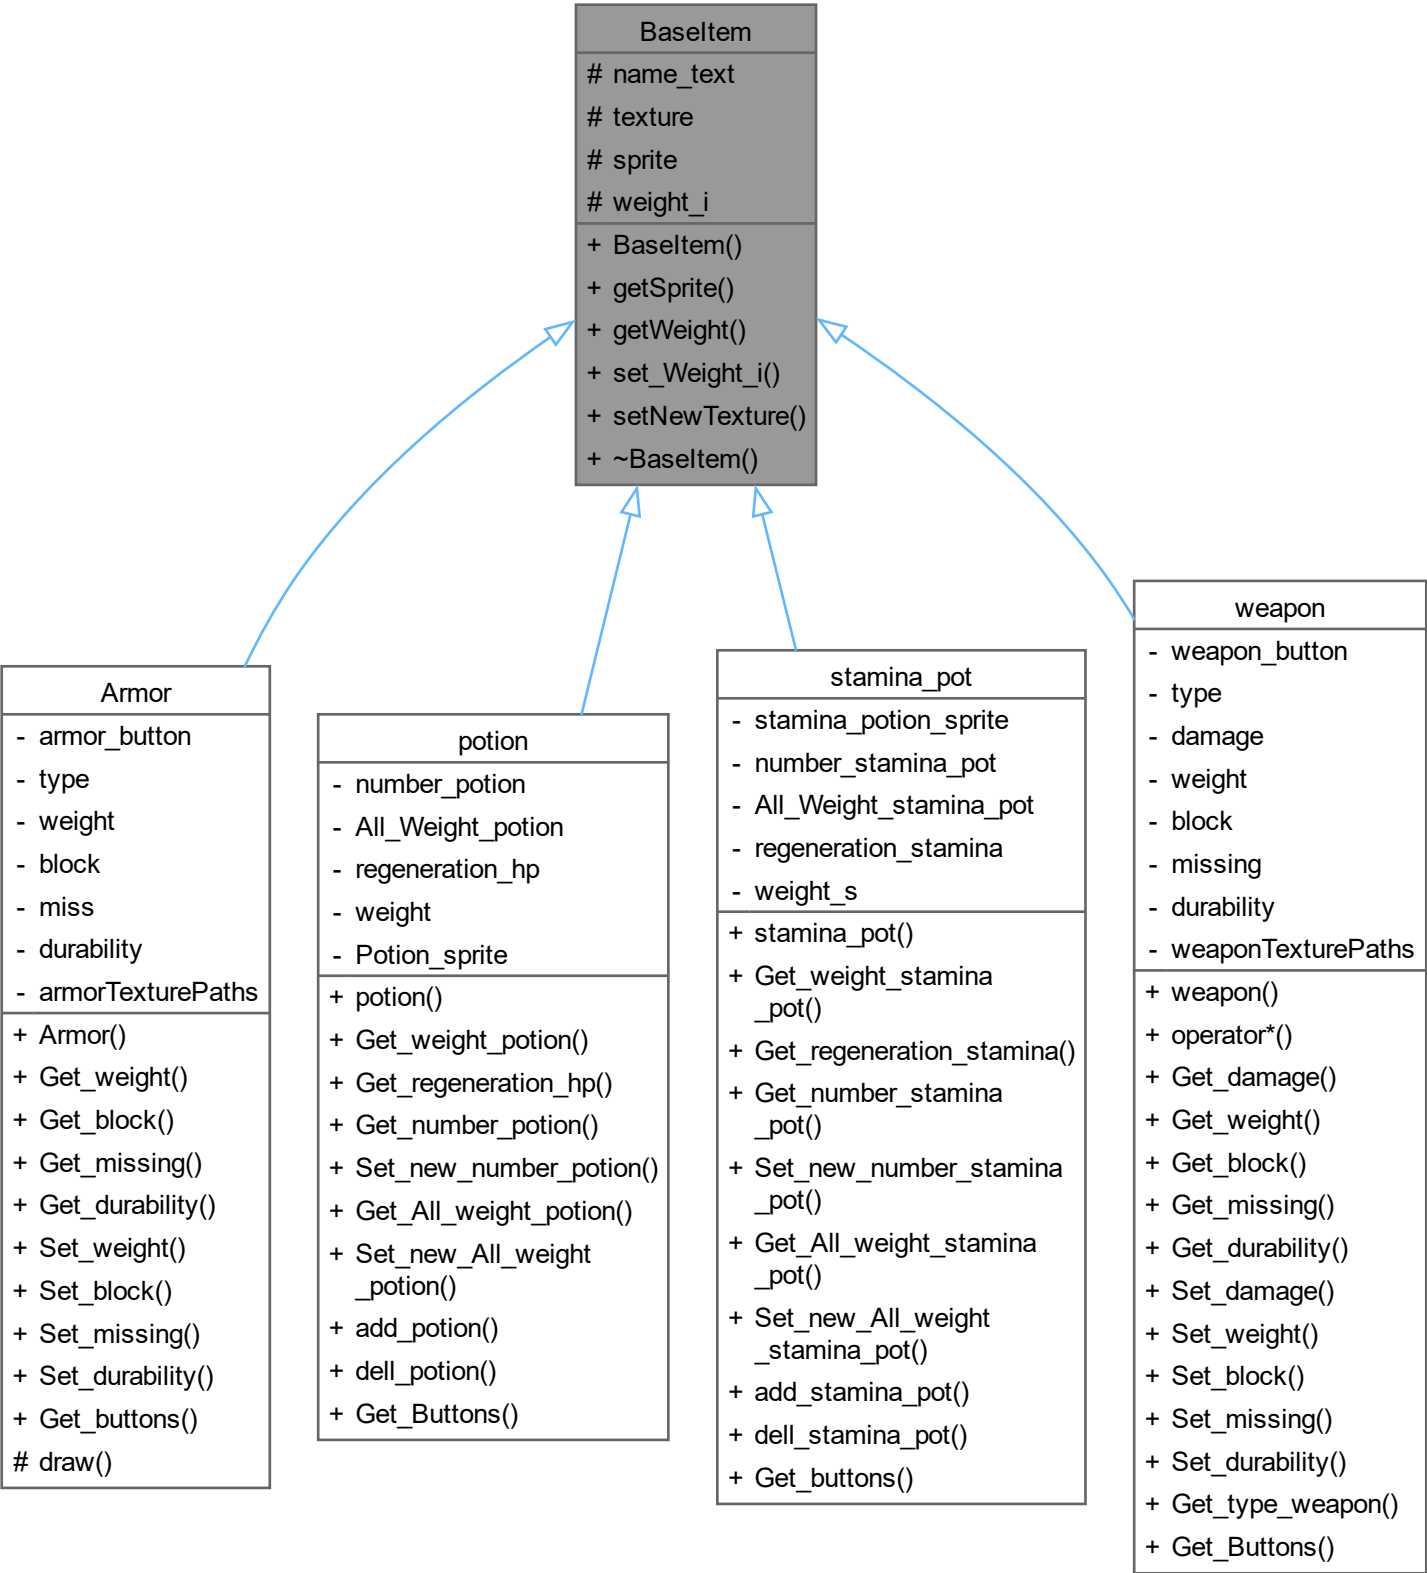 BaseItem
# name_text
# texture
# sprite
# weight_i
+ BaseItem()
+ getSprite()
+ getWeight()
+ set_Weight_i()
+ setNewTexture()
+ ~BaseItem()
Armor
- armor_button
- type
- weight
- block
- miss
- durability
- armorTexturePaths
+ Armor()
+ Get_weight()
+ Get_block()
+ Get_missing()
+ Get_durability()
+ Set_weight()
+ Set_block()
+ Set_missing()
+ Set_durability()
+ Get_buttons()
# draw()
potion
- number_potion
- All_Weight_potion
- regeneration_hp
- weight
- Potion_sprite
+ potion()
+ Get_weight_potion()
+ Get_regeneration_hp()
+ Get_number_potion()
+ Set_new_number_potion()
+ Get_All_weight_potion()
+ Set_new_All_weight
_potion()
+ add_potion()
+ dell_potion()
+ Get_Buttons()
stamina_pot
- stamina_potion_sprite
- number_stamina_pot
- All_Weight_stamina_pot
- regeneration_stamina
- weight_s
+ stamina_pot()
+ Get_weight_stamina
_pot()
+ Get_regeneration_stamina()
+ Get_number_stamina
_pot()
+ Set_new_number_stamina
_pot()
+ Get_All_weight_stamina
_pot()
+ Set_new_All_weight
_stamina_pot()
+ add_stamina_pot()
+ dell_stamina_pot()
+ Get_buttons()
weapon
- weapon_button
- type
- damage
- weight
- block
- missing
- durability
- weaponTexturePaths
+ weapon()
+ operator*()
+ Get_damage()
+ Get_weight()
+ Get_block()
+ Get_missing()
+ Get_durability()
+ Set_damage()
+ Set_weight()
+ Set_block()
+ Set_missing()
+ Set_durability()
+ Get_type_weapon()
+ Get_Buttons()